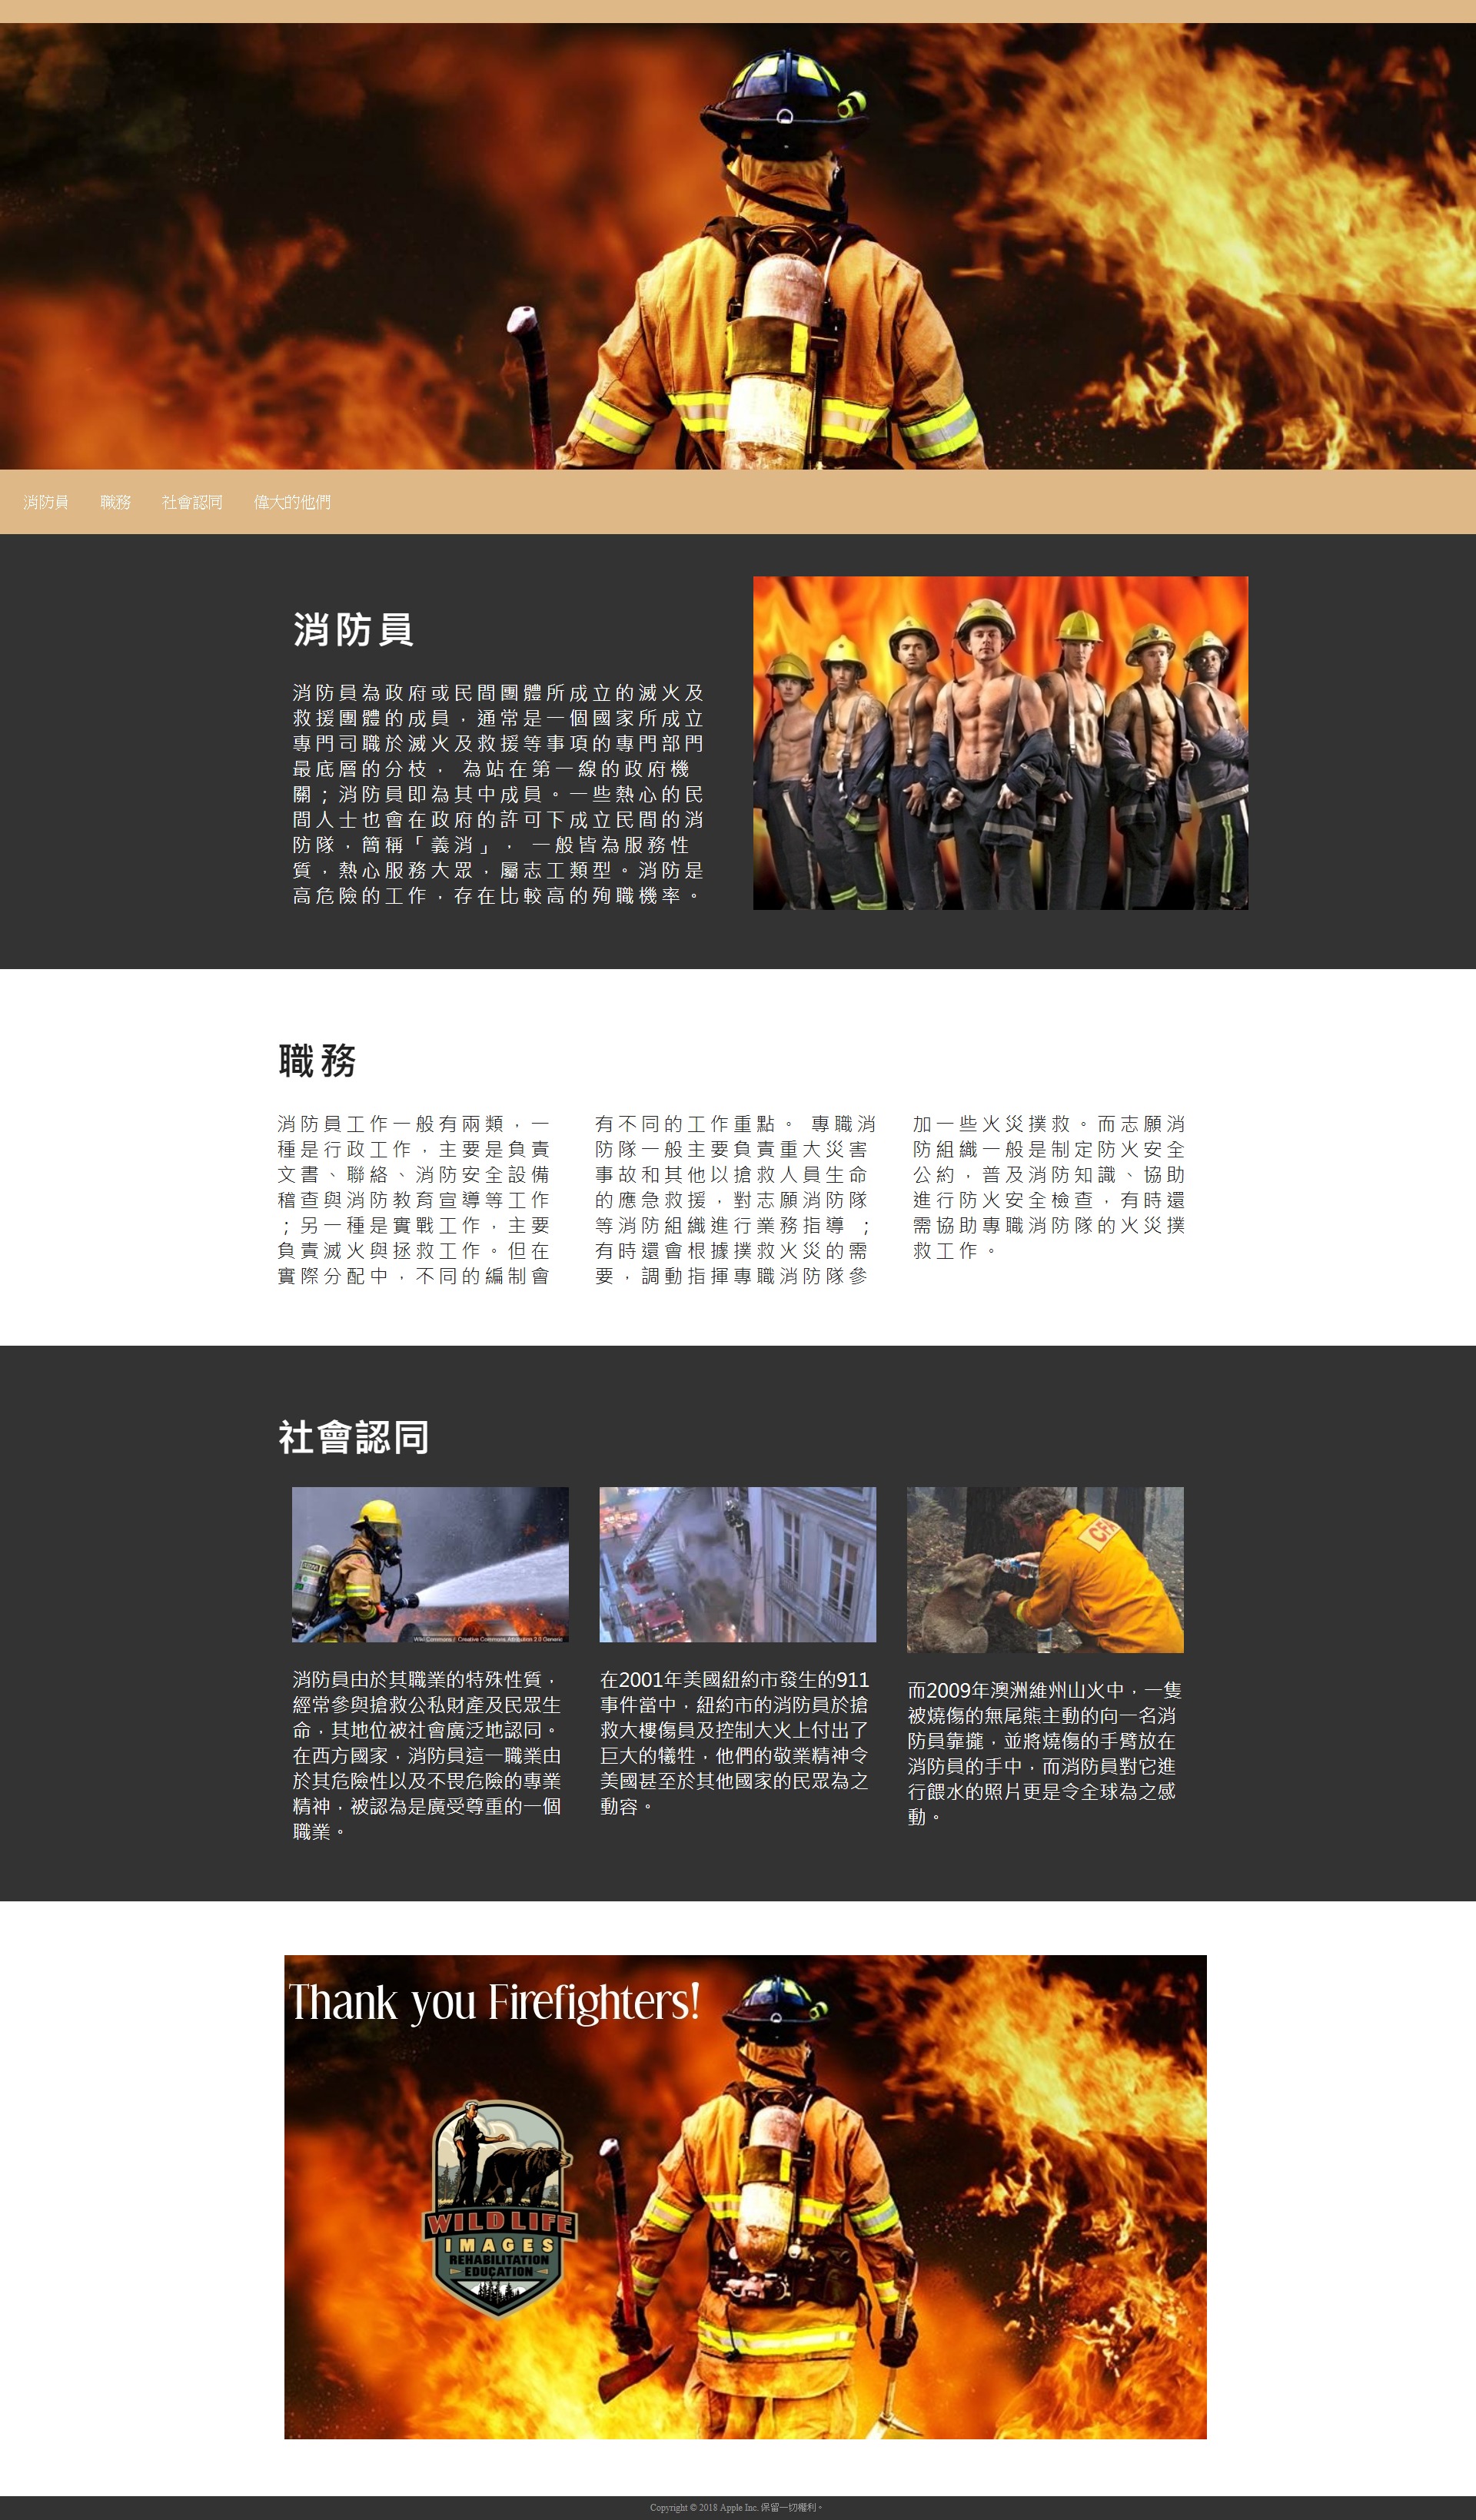 消防員 職務 社會認同 偉大的他們
消防員
消防員為政府或民間團體所成立的滅火及
救援團體的成員，通常是一個國家所成立
專門司職於滅火及救援等事項的專門部門
最底層的分枝， 為站在第一線的政府機
關；消防員即為其中成員。一些熱心的民
間人士也會在政府的許可下成立民間的消
防隊，簡稱「義消」， 一般皆為服務性
質，熱心服務大眾，屬志工類型。消防是
高危險的工作，存在比較高的殉職機率。
職務
消防員工作一般有兩類，一
種是行政工作，主要是負責
文書、聯絡、消防安全設備
稽查與消防教育宣導等工作
；另一種是實戰工作，主要
負責滅火與拯救工作。但在
實際分配中，不同的編制會
有不同的工作重點。 專職消
防隊一般主要負責重大災害
事故和其他以搶救人員生命
的應急救援，對志願消防隊
等消防組織進行業務指導 ；
有時還會根據撲救火災的需
要，調動指揮專職消防隊參
加一些火災撲救。而志願消
防組織一般是制定防火安全
公約，普及消防知識、協助
進行防火安全檢查，有時還
需協助專職消防隊的火災撲
救工作。
社會認同
Wiki Commons / Creative Commons Attribution 2.0 Generic
CFA
消防員由於其職業的特殊性質，
經常參與搶救公私財產及民眾生
命，其地位被社會廣泛地認同。
在西方國家，消防員這一職業由
於其危險性以及不畏危險的專業
精神，被認為是廣受尊重的一個
職業。
在2001年美國紐約市發生的911
事件當中，紐約市的消防員於搶
救大樓傷員及控制大火上付出了
巨大的犧牲，他們的敬業精神令
美國甚至於其他國家的民眾為之
動容。
而2009年澳洲維州山火中，一隻
被燒傷的無尾熊主動的向一名消
防員靠攏，並將燒傷的手臂放在
消防員的手中，而消防員對它進
行餵水的照片更是令全球為之感
動。
Thank you Firefighters!
WILDLIFE
IMAGES
REHABILITATION
EDUCATION
Copyright © 2018 Apple Inc. 保留一切權利。